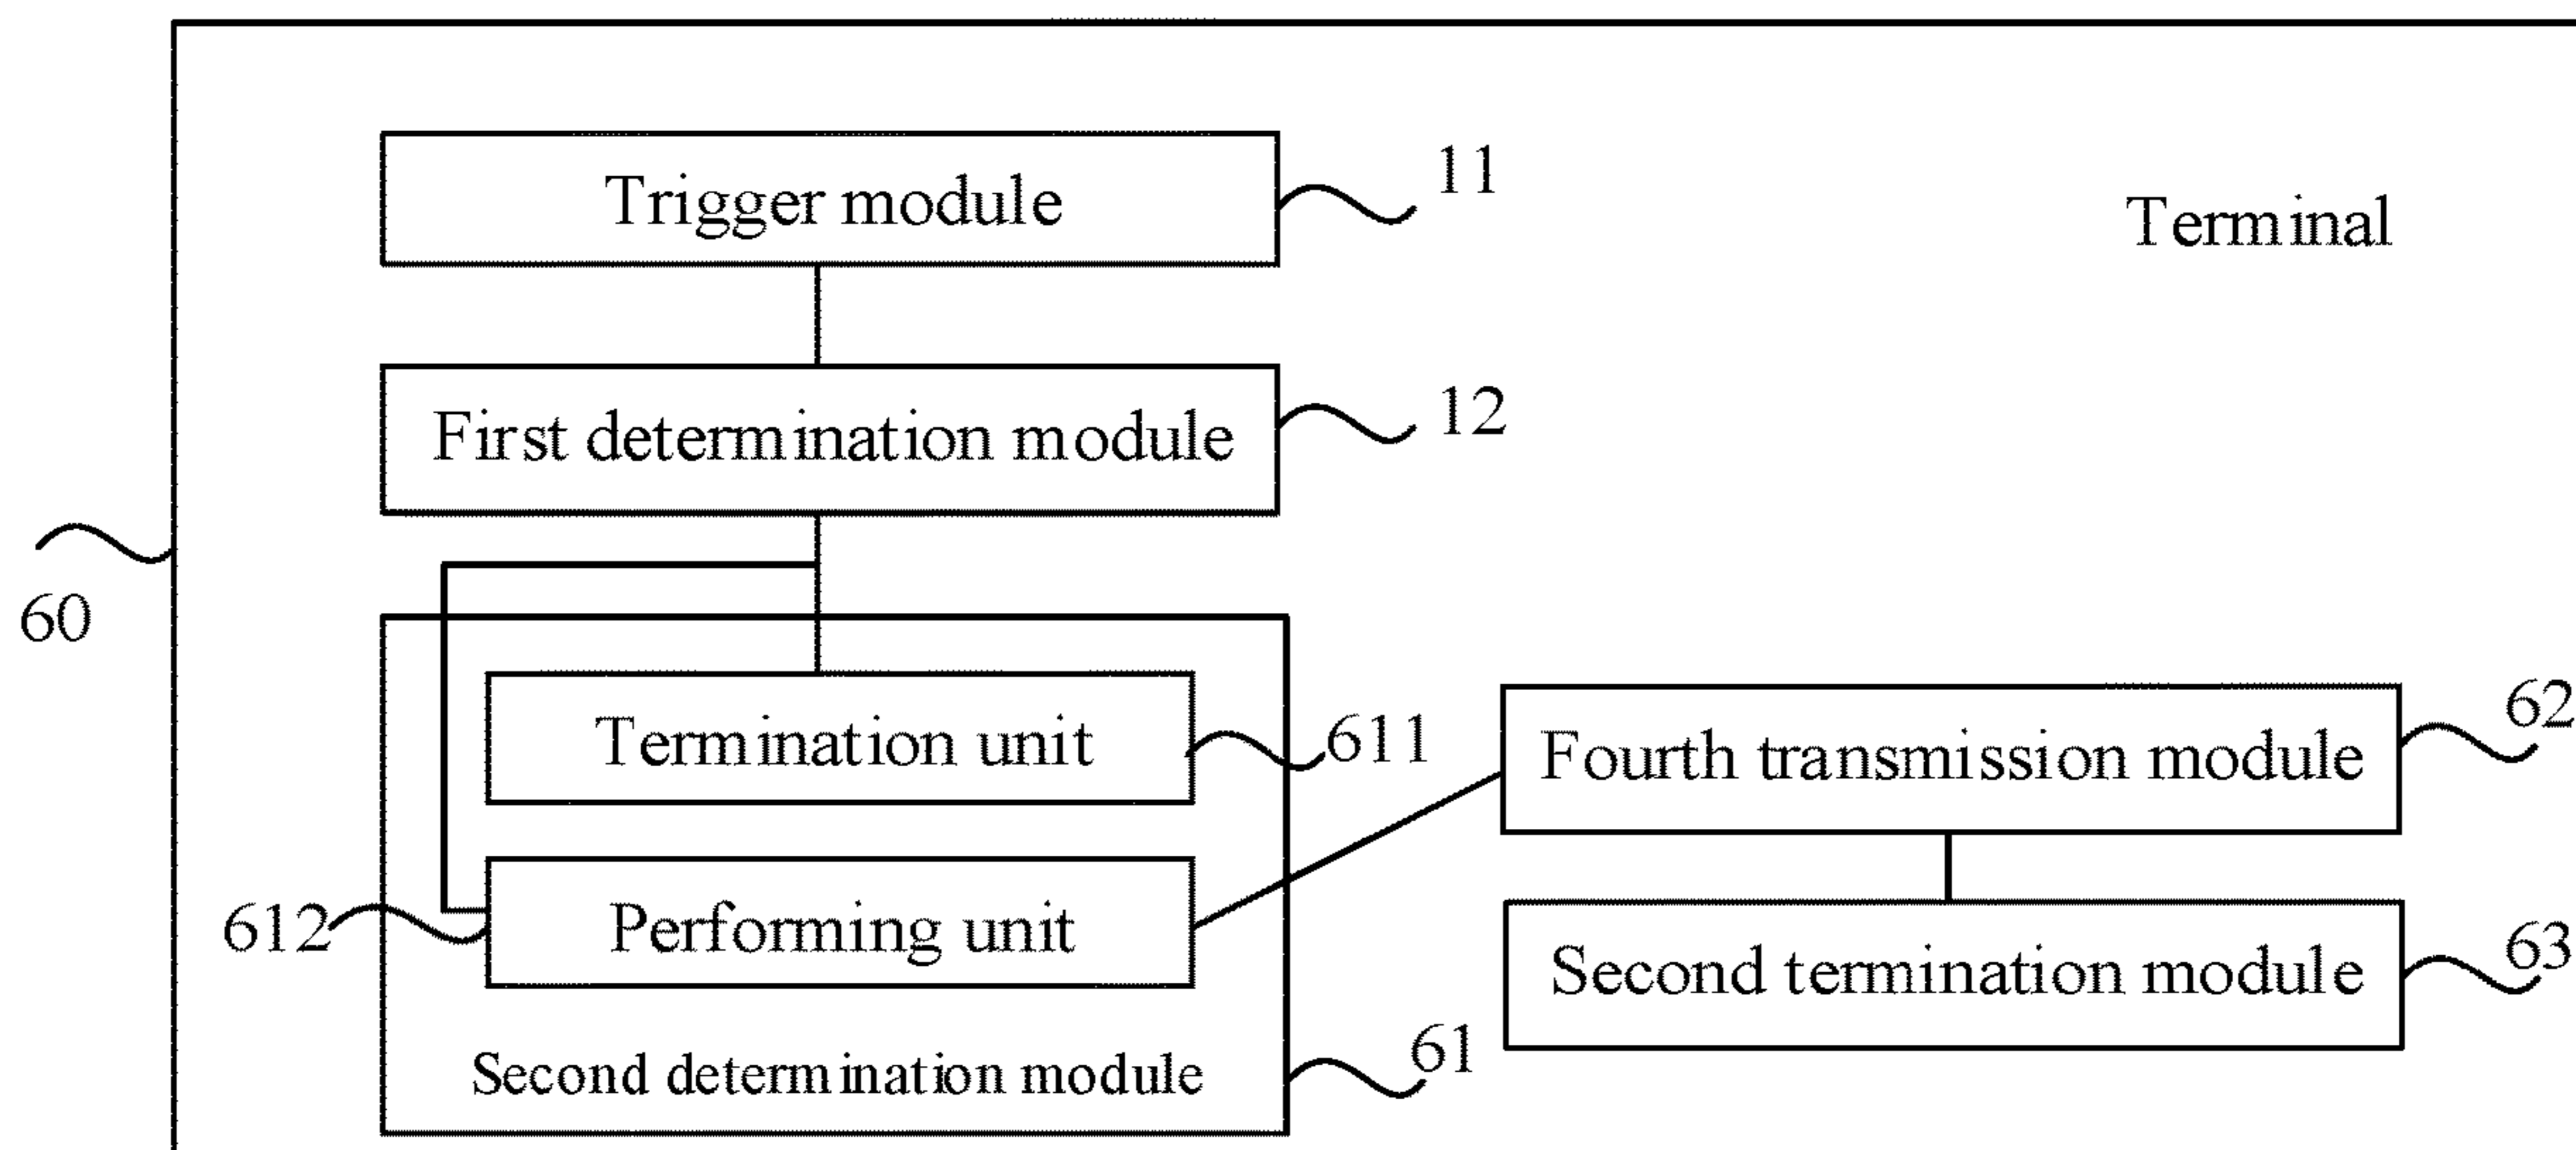 Trigger module
11
Terminal
First determination module
12
60
Termination unit
611
Fourth transmission module
62
612
Performing unit
Second termination module
63
Second determination module
61